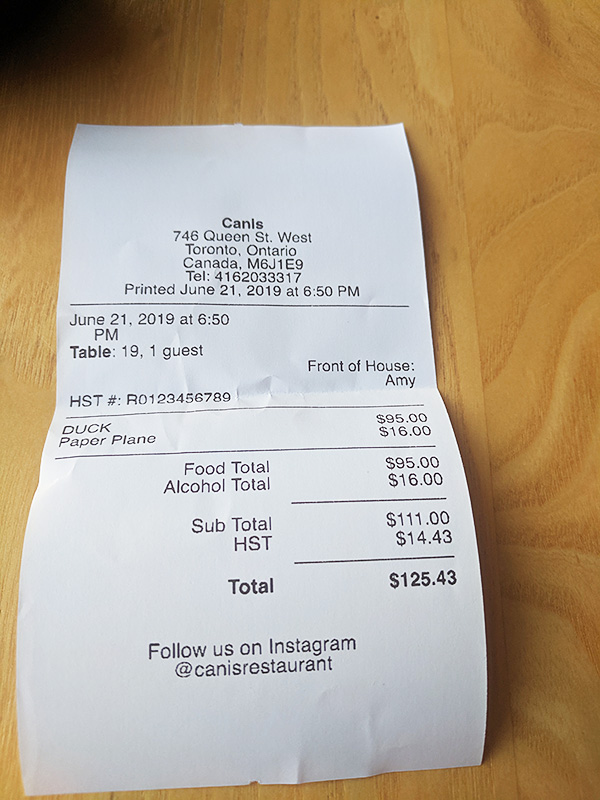 Canis
746 Queen St. West
Toronto, Ontario
Canada, M6J1E9
Tel: 4162033317
Printed June 21, 2019 at 6:50 PM
June 21, 2019 at 6:50
PM
Table: 19, 1 guest
Front of House:
Amy
HST #: R0123456789
DUCK $95.00
Paper Plane $16.00
Food Total $95.00
Alcohol Total $16.00
Sub Total $111.00
HST $14.43
Total $125.43
Follow us on Instagram
@canisrestaurant